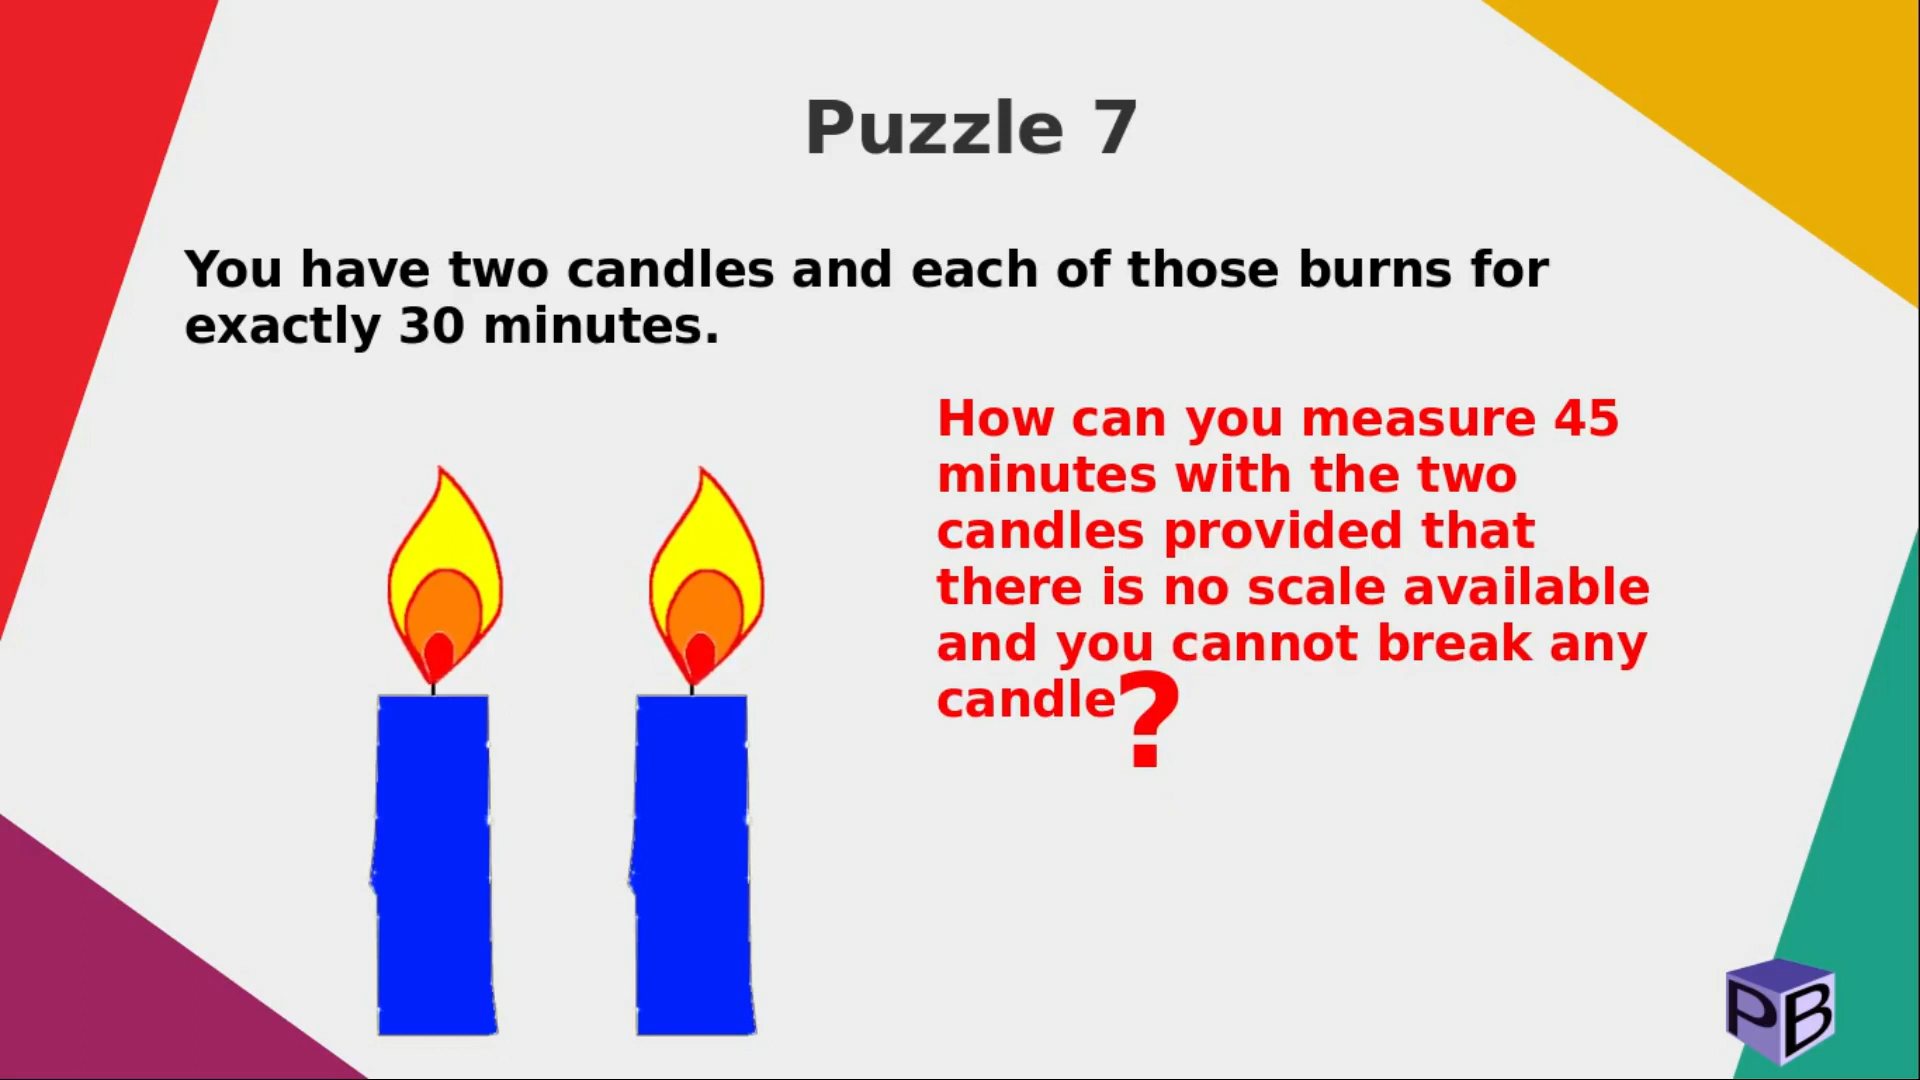 Puzzle 7
You have two candles and each of those burns for
exactly 30 minutes.
How can you measure 45
minutes with the two
candles provided that
there is no scale available
and you cannot break any
candle?
PB